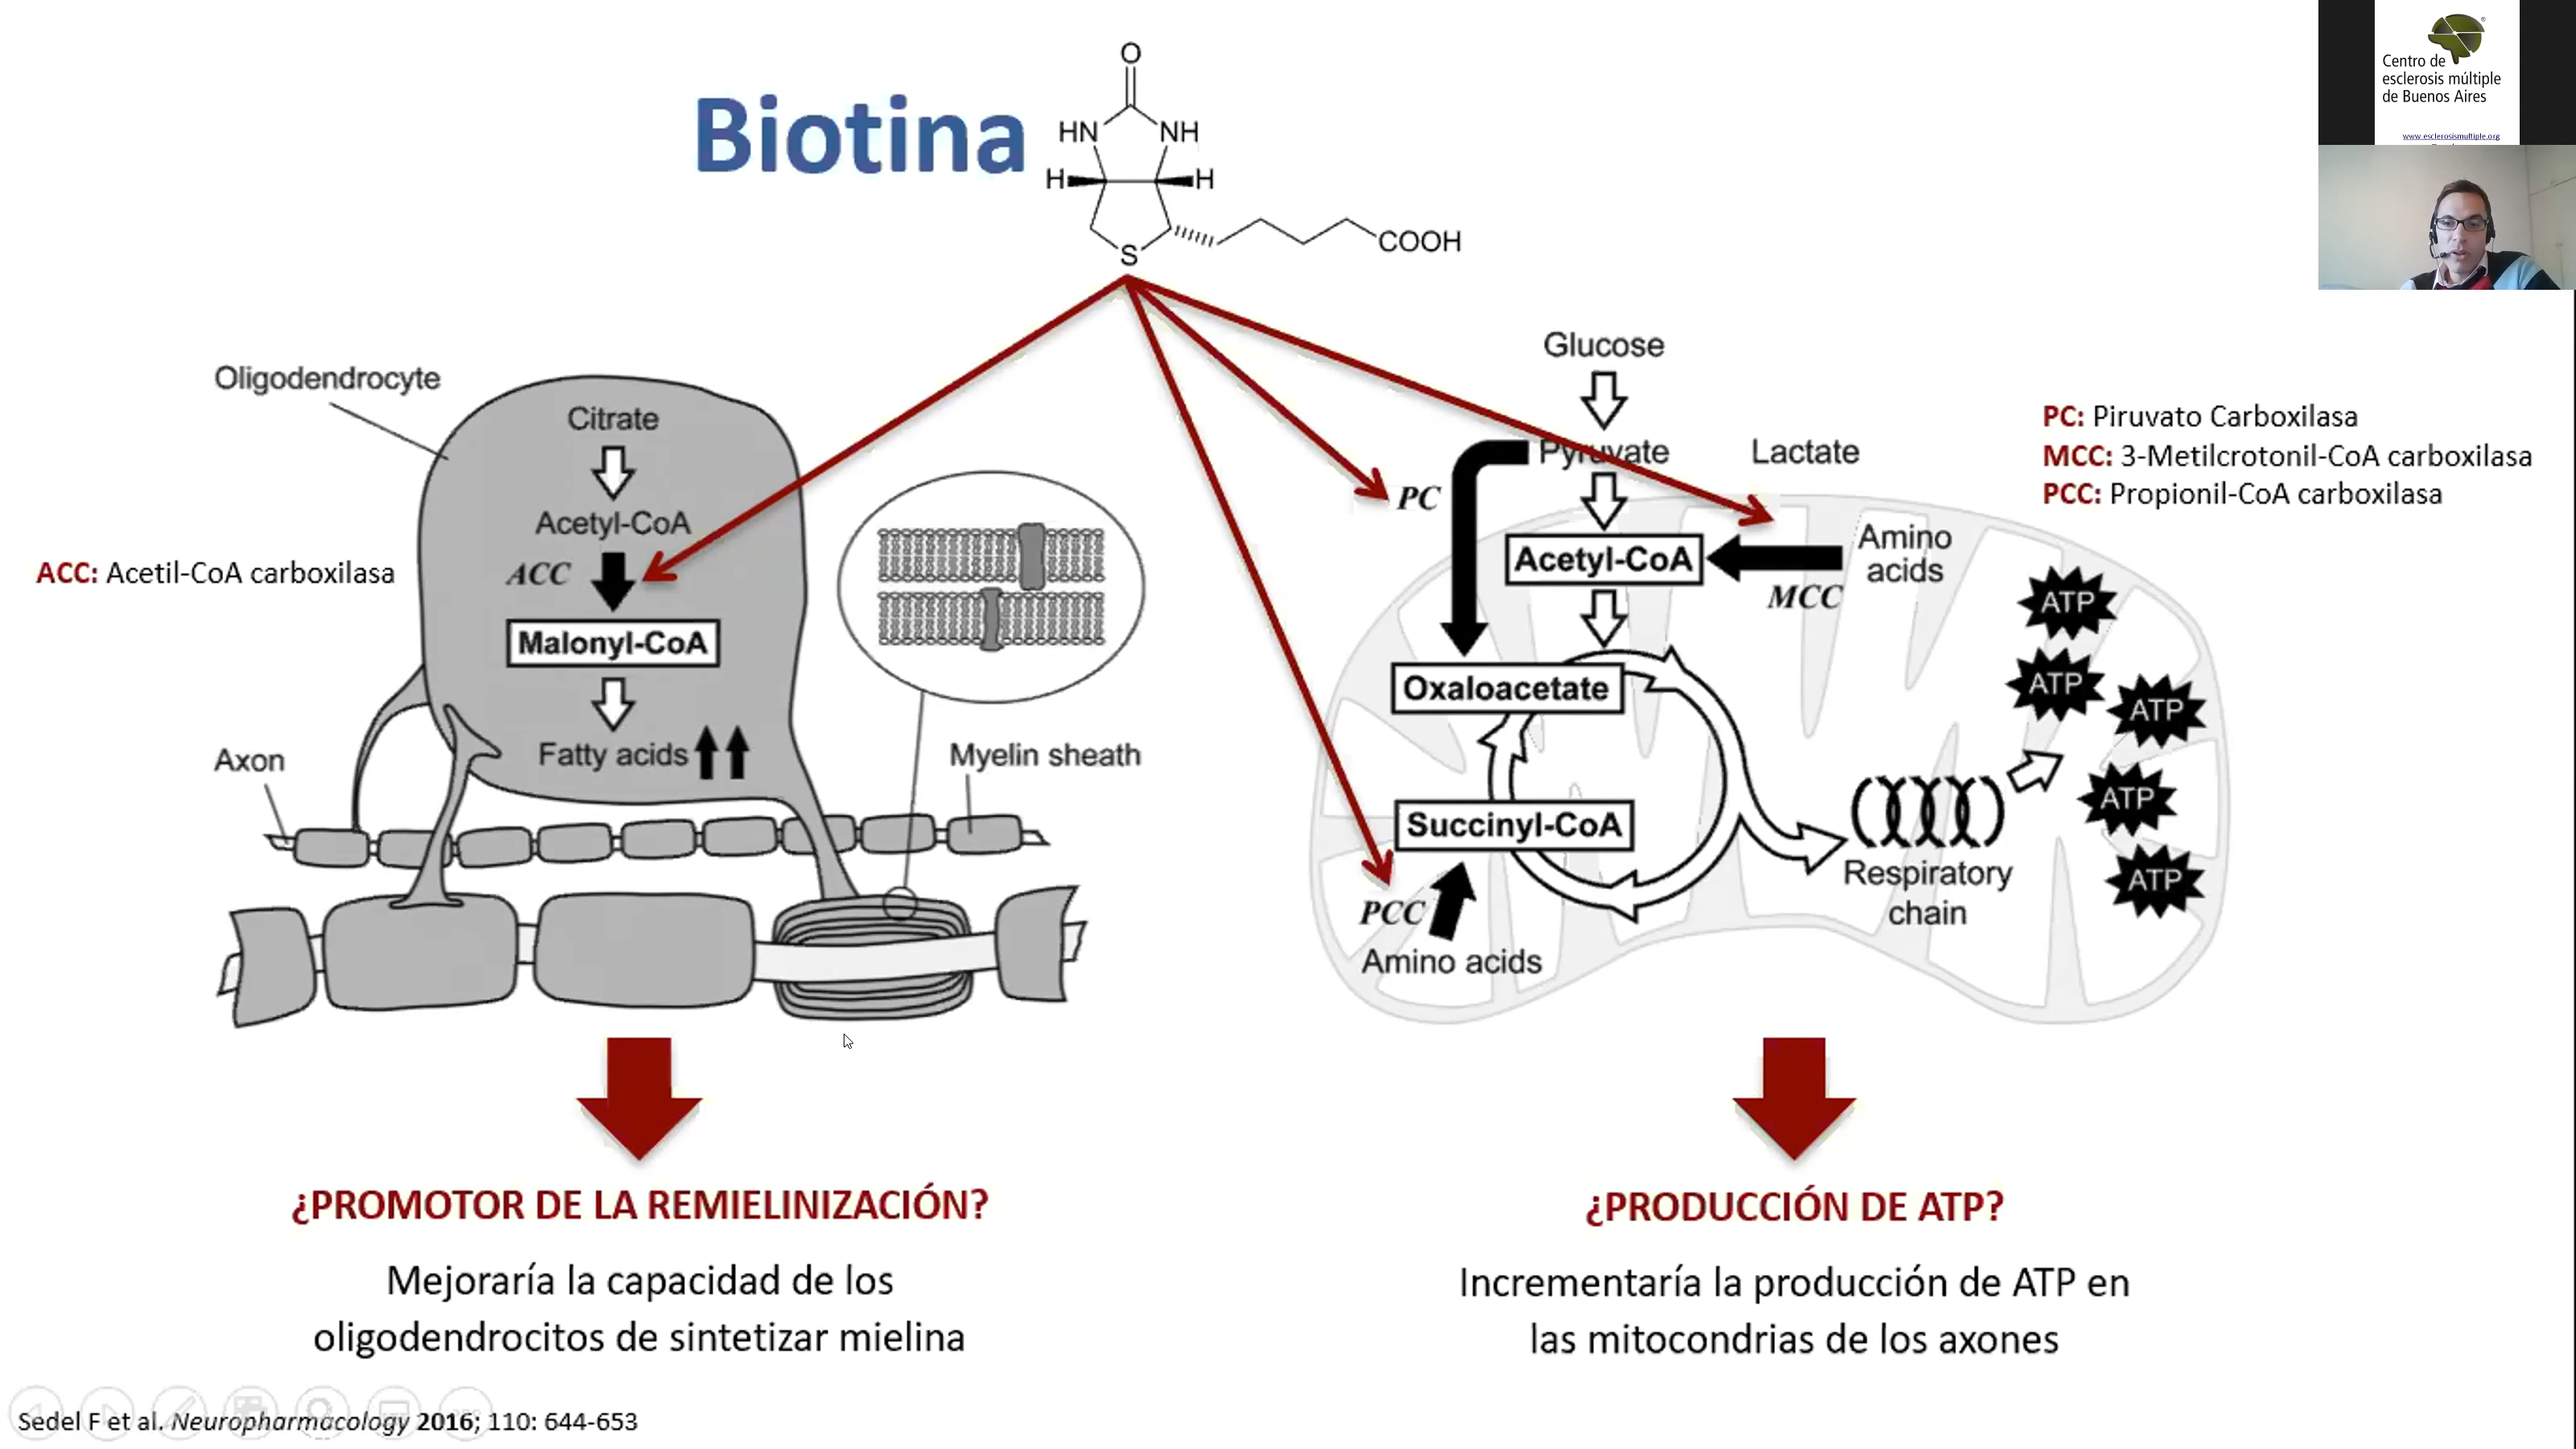 Biotina
O
HN
NH
H
H
S
COOH
Centro de
esclerosis múltiple
de Buenos Aires
www.esclerosismultiple.org
Oligodendrocyte
Citrate
Acetyl-CoA
ACC
ACC: Acetil-CoA carboxilasa
Malonyl-CoA
Fatty acids
Axon
Myelin sheath
Glucose
Pyruvate
Lactate
PC
Acetyl-CoA
Amino
acids
MCC
Oxaloacetate
Succinyl-CoA
PCC
Amino acids
Respiratory
chain
ATP
ATP
ATP
ATP
ATP
PC: Piruvato Carboxilasa
MCC: 3-Metilcrotonil-CoA carboxilasa
PCC: Propionil-CoA carboxilasa
¿PROMOTOR DE LA REMIELINIZACIÓN?
Mejoraría la capacidad de los
oligodendrocitos de sintetizar mielina
¿PRODUCCIÓN DE ATP?
Incrementaría la producción de ATP en
las mitocondrias de los axones
Sedel F et al. Neuropharmacology 2016; 110: 644-653